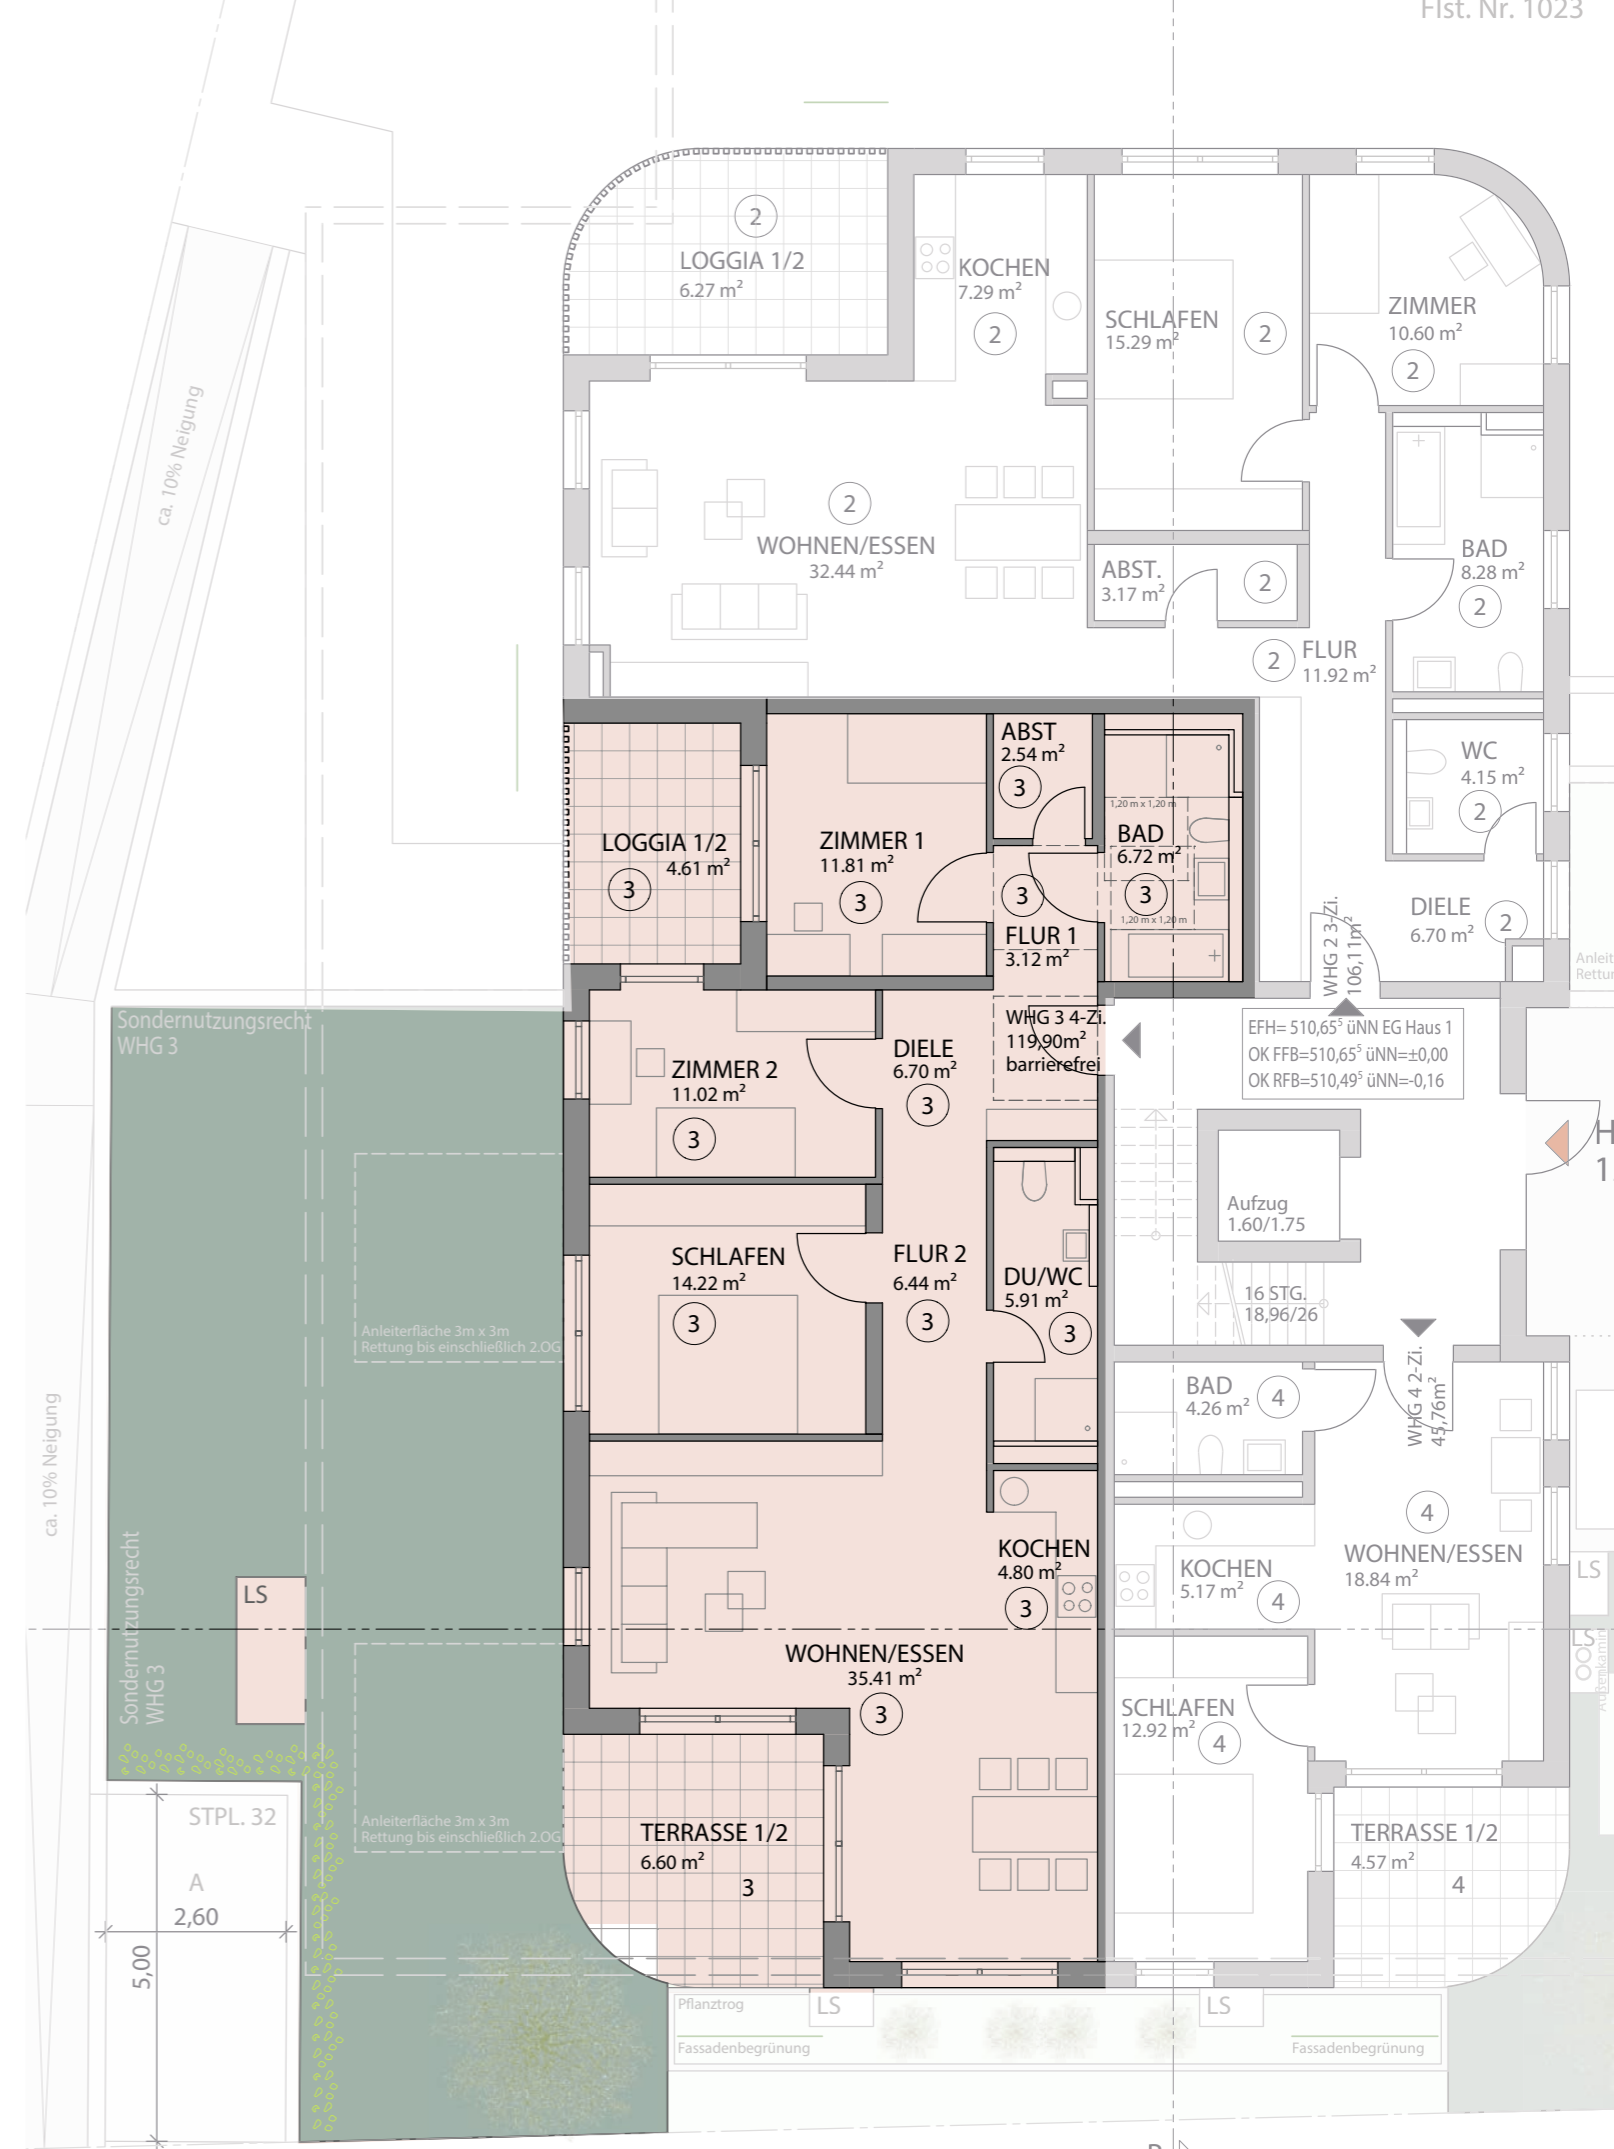 Flst. Nr. 1023
2
LOGGIA 1/2
6.27 m²
KOCHEN
7.29 m²
2
SCHLAFEN
15.29 m²
2
ZIMMER
10.60 m²
2
ca. 10% Neigung
2
WOHNEN/ESSEN
32.44 m²
ABST.
3.17 m²
2
BAD
8.28 m²
2
2
FLUR
11.92 m²
WC
4.15 m²
2
DIELE
6.70 m²
2
WHG 2 3-Zi.
106,11m²
LOGGIA 1/2
4.61 m²
3
ZIMMER 1
11.81 m²
3
ABST
2.54 m²
3
1,20 m x 1,20 m
BAD
6.72 m²
3
1,20 m x 1,20 m
3
FLUR 1
3.12 m²
Sondernutzungsrecht
WHG 3
WHG 3 4-Zi.
119,90m²
barrierefrei
EFH= 510,65⁵ üNN EG Haus 1
OK FFB=510,65⁵ üNN=±0,00
OK RFB=510,49⁵ üNN=-0,16
ZIMMER 2
11.02 m²
3
DIELE
6.70 m²
3
Aufzug
1.60/1.75
16 STG.
18,96/26
SCHLAFEN
14.22 m²
3
FLUR 2
6.44 m²
3
DU/WC
5.91 m²
3
Anleiterfläche 3m x 3m
Rettung bis einschließlich 2.OG
WHG 4 2-Zi.
45,76m²
BAD
4.26 m²
4
ca. 10% Neigung
Sondernutzungsrecht
WHG 3
LS
KOCHEN
4.80 m²
3
WOHNEN/ESSEN
35.41 m²
3
KOCHEN
5.17 m²
4
4
WOHNEN/ESSEN
18.84 m²
LS
LS
Außenkamin
SCHLAFEN
12.92 m²
4
STPL. 32
A
2,60
5,00
Anleiterfläche 3m x 3m
Rettung bis einschließlich 2.OG
TERRASSE 1/2
6.60 m²
3
TERRASSE 1/2
4.57 m²
4
Pflanztrog
LS
LS
Fassadenbegrünung
Fassadenbegrünung